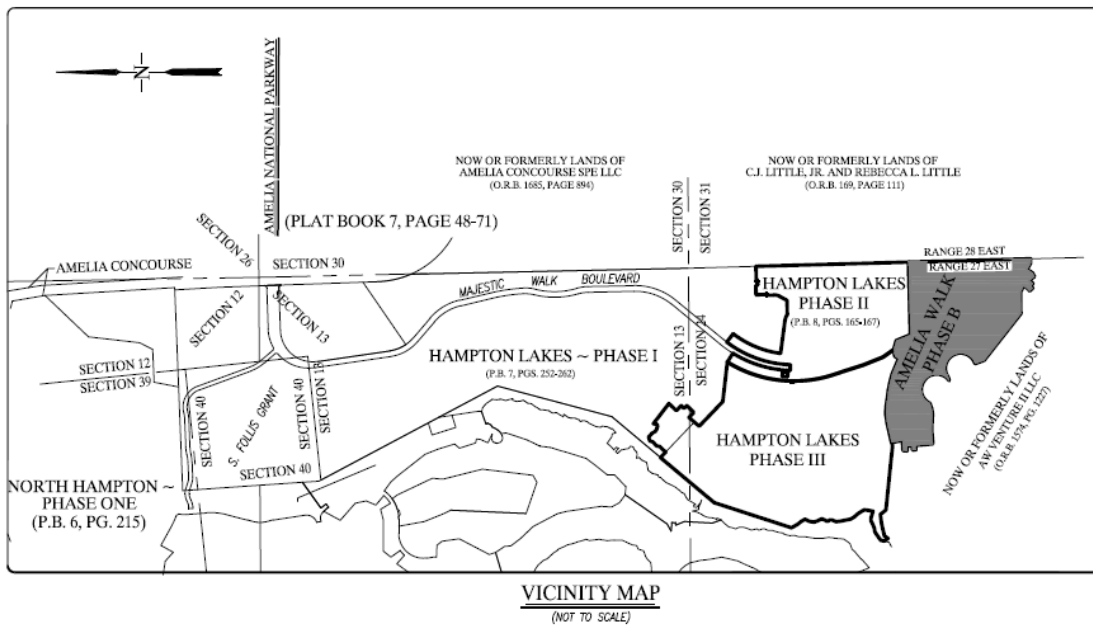 N
AMELIA NATIONAL PARKWAY
NOW OR FORMERLY LANDS OF
AMELIA CONCOURSE SPE LLC
(O.R.B. 1685, PAGE 894)
NOW OR FORMERLY LANDS OF
C.J. LITTLE, JR. AND REBECCA L. LITTLE
(O.R.B. 169, PAGE 111)
SECTION 30
SECTION 31
(PLAT BOOK 7, PAGE 48-71)
SECTION 26
SECTION 30
AMELIA CONCOURSE
RANGE 28 EAST
RANGE 27 EAST
SECTION 12
SECTION 13
MAJESTIC WALK BOULEVARD
HAMPTON LAKES
PHASE II
(P.B. 8, PGS. 165-167)
AMELIA WALK
PHASE B
SECTION 13
SECTION 24
SECTION 12
SECTION 39
HAMPTON LAKES ~ PHASE I
(P.B. 7, PGS. 252-262)
SECTION 40
S. FOLLIS GRANT
SECTION 40
SECTION 13
SECTION 40
HAMPTON LAKES
PHASE III
NOW OR FORMERLY LANDS OF
AW VENTURE II LLC
(O.R.B. 1574, PG. 1227)
NORTH HAMPTON ~
PHASE ONE
(P.B. 6, PG. 215)
VICINITY MAP
(NOT TO SCALE)